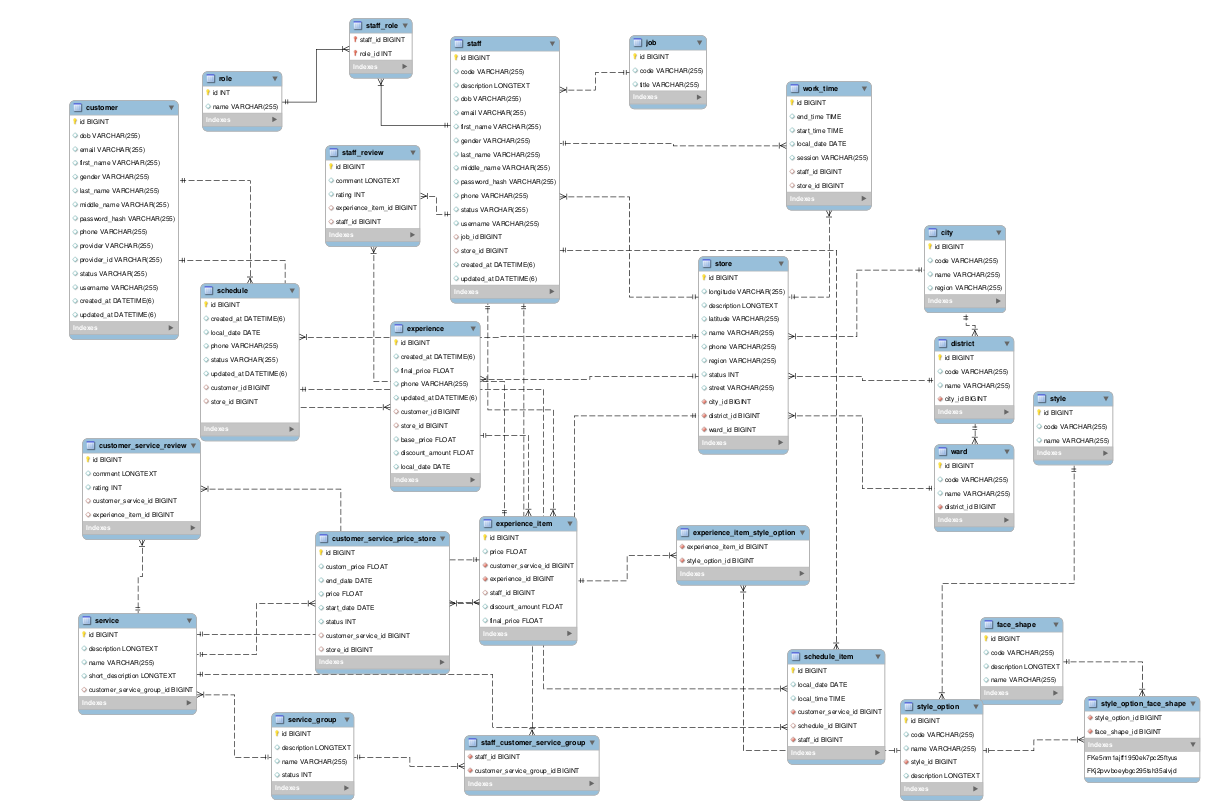 staff_role
staff_id BIGINT
role_id INT
Indexes
role
id INT
name VARCHAR(255)
Indexes
customer
id BIGINT
dob VARCHAR(255)
email VARCHAR(255)
first_name VARCHAR(255)
gender VARCHAR(255)
last_name VARCHAR(255)
middle_name VARCHAR(255)
password_hash VARCHAR(255)
phone VARCHAR(255)
provider VARCHAR(255)
provider_id VARCHAR(255)
status VARCHAR(255)
username VARCHAR(255)
created_at DATETIME(6)
updated_at DATETIME(6)
Indexes
staff
id BIGINT
code VARCHAR(255)
description LONGTEXT
dob VARCHAR(255)
email VARCHAR(255)
first_name VARCHAR(255)
gender VARCHAR(255)
last_name VARCHAR(255)
middle_name VARCHAR(255)
password_hash VARCHAR(255)
phone VARCHAR(255)
status VARCHAR(255)
username VARCHAR(255)
job_id BIGINT
store_id BIGINT
created_at DATETIME(6)
updated_at DATETIME(6)
Indexes
job
id BIGINT
code VARCHAR(255)
title VARCHAR(255)
Indexes
work_time
id BIGINT
end_time TIME
start_time TIME
local_date DATE
session VARCHAR(255)
staff_id BIGINT
store_id BIGINT
Indexes
staff_review
id BIGINT
comment LONGTEXT
rating INT
experience_item_id BIGINT
staff_id BIGINT
Indexes
city
id BIGINT
code VARCHAR(255)
name VARCHAR(255)
region VARCHAR(255)
Indexes
store
id BIGINT
longitude VARCHAR(255)
description LONGTEXT
latitude VARCHAR(255)
name VARCHAR(255)
phone VARCHAR(255)
region VARCHAR(255)
status INT
street VARCHAR(255)
city_id BIGINT
district_id BIGINT
ward_id BIGINT
Indexes
schedule
id BIGINT
created_at DATETIME(6)
local_date DATE
phone VARCHAR(255)
status VARCHAR(255)
updated_at DATETIME(6)
customer_id BIGINT
store_id BIGINT
Indexes
experience
id BIGINT
created_at DATETIME(6)
final_price FLOAT
phone VARCHAR(255)
updated_at DATETIME(6)
customer_id BIGINT
store_id BIGINT
base_price FLOAT
discount_amount FLOAT
local_date DATE
Indexes
district
id BIGINT
code VARCHAR(255)
name VARCHAR(255)
city_id BIGINT
Indexes
style
id BIGINT
code VARCHAR(255)
name VARCHAR(255)
Indexes
ward
id BIGINT
code VARCHAR(255)
name VARCHAR(255)
district_id BIGINT
Indexes
customer_service_review
id BIGINT
comment LONGTEXT
rating INT
customer_service_id BIGINT
experience_item_id BIGINT
Indexes
customer_service_price_store
id BIGINT
custom_price FLOAT
end_date DATE
price FLOAT
start_date DATE
status INT
customer_service_id BIGINT
store_id BIGINT
Indexes
experience_item
id BIGINT
price FLOAT
customer_service_id BIGINT
experience_id BIGINT
staff_id BIGINT
discount_amount FLOAT
final_price FLOAT
Indexes
experience_item_style_option
experience_item_id BIGINT
style_option_id BIGINT
Indexes
service
id BIGINT
description LONGTEXT
name VARCHAR(255)
short_description LONGTEXT
customer_service_group_id BIGINT
Indexes
service_group
id BIGINT
description LONGTEXT
name VARCHAR(255)
status INT
Indexes
staff_customer_service_group
staff_id BIGINT
customer_service_group_id BIGINT
Indexes
schedule_item
id BIGINT
local_date DATE
local_time TIME
customer_service_id BIGINT
schedule_id BIGINT
staff_id BIGINT
Indexes
face_shape
id BIGINT
code VARCHAR(255)
description LONGTEXT
name VARCHAR(255)
Indexes
style_option
id BIGINT
code VARCHAR(255)
name VARCHAR(255)
style_id BIGINT
description LONGTEXT
Indexes
style_option_face_shape
style_option_id BIGINT
face_shape_id BIGINT
Indexes